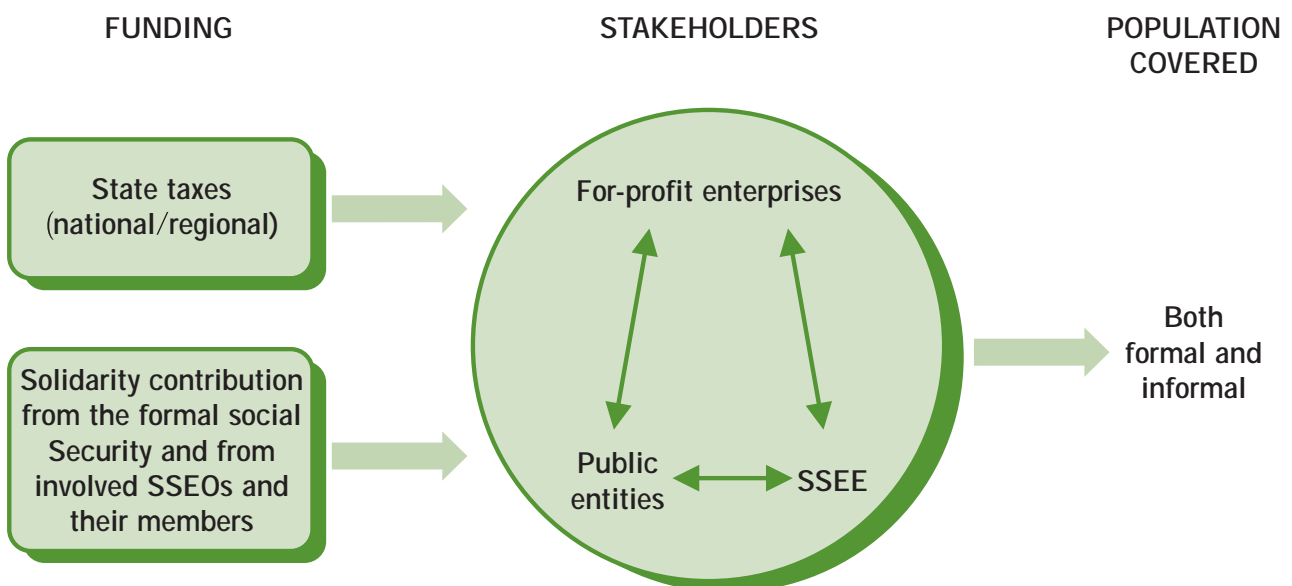 FUNDING
STAKEHOLDERS
POPULATION
COVERED
State taxes
(national/regional)
Solidarity contribution
from the formal social
Security and from
involved SSEOs and
their members
For-profit enterprises
Public
entities
SSEE
Both
formal and
informal